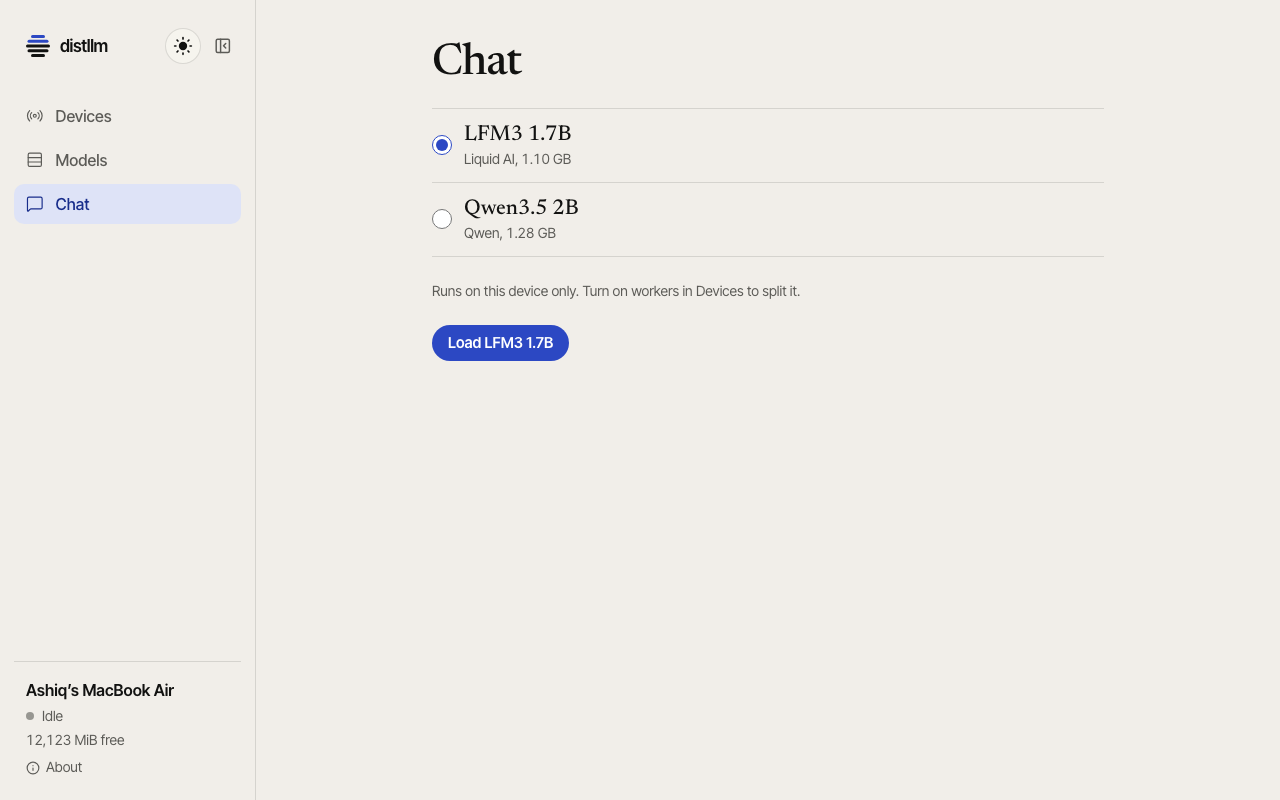 distllm
Devices
Models
Chat
Ashiq’s MacBook Air
Idle
12,123 MiB free
About
Chat
LFM3 1.7B
Liquid AI, 1.10 GB
Qwen3.5 2B
Qwen, 1.28 GB
Runs on this device only. Turn on workers in Devices to split it.
Load LFM3 1.7B